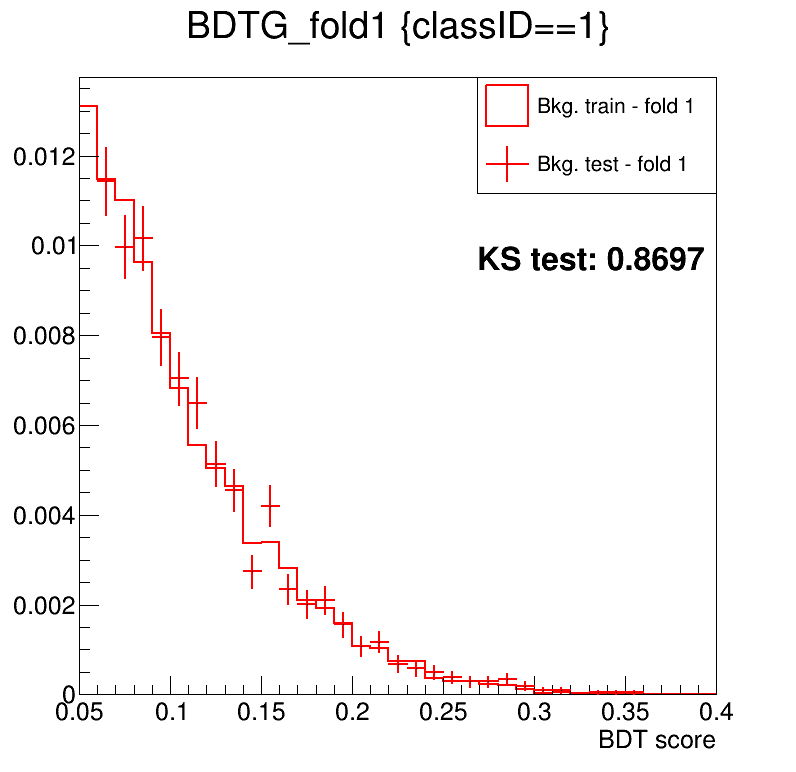 BDTG_fold1 {classID==1}
Bkg. train - fold 1
Bkg. test - fold 1
KS test: 0.8697
0.012
0.01
0.008
0.006
0.004
0.002
0
0.05 0.1 0.15 0.2 0.25 0.3 0.35 0.4
BDT score